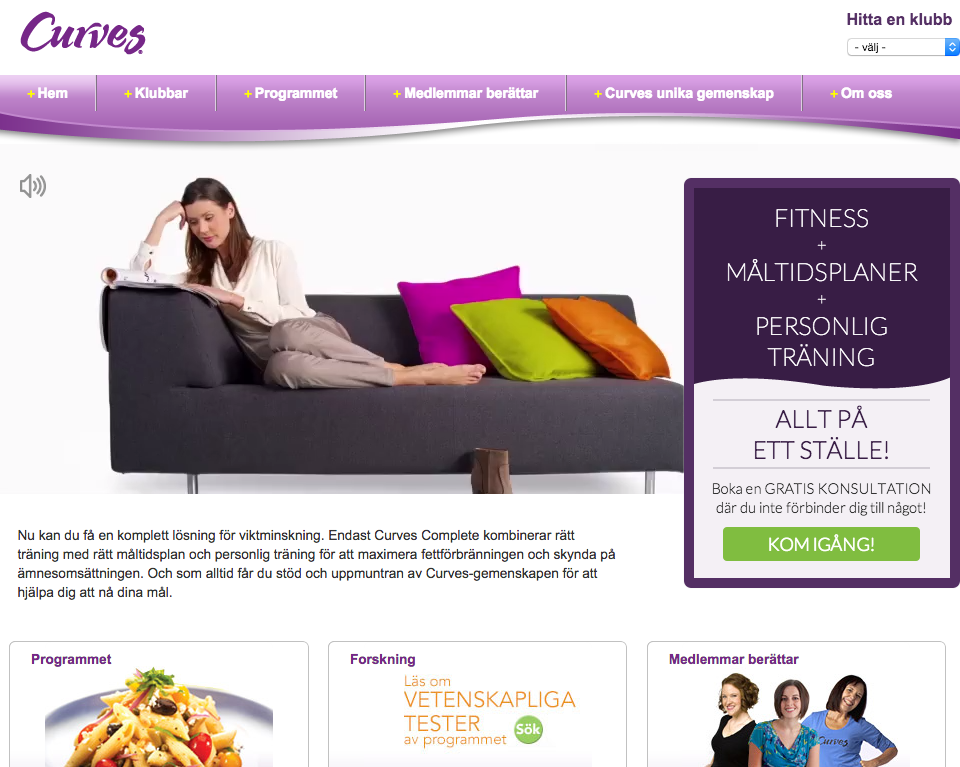 Curves
Hitta en klubb
- välj -
+ Hem
+ Klubbar
+ Programmet
+ Medlemmar berättar
+ Curves unika gemenskap
+ Om oss
FITNESS
+
MÅLTIDSPLANER
+
PERSONLIG
TRÄNING
ALLT PÅ
ETT STÄLLE!
Boka en GRATIS KONSULTATION
där du inte förbinder dig till något!
KOM IGÅNG!
Nu kan du få en komplett lösning för viktminskning. Endast Curves Complete kombinerar rätt
träning med rätt måltidsplan och personlig träning för att maximera fettförbränningen och skynda på
ämnesomsättningen. Och som alltid får du stöd och uppmuntran av Curves-gemenskapen för att
hjälpa dig att nå dina mål.
Programmet
Forskning
Läs om
VETENSKAPLIGA
TESTER
av programmet
Sök
Medlemmar berättar
Curves